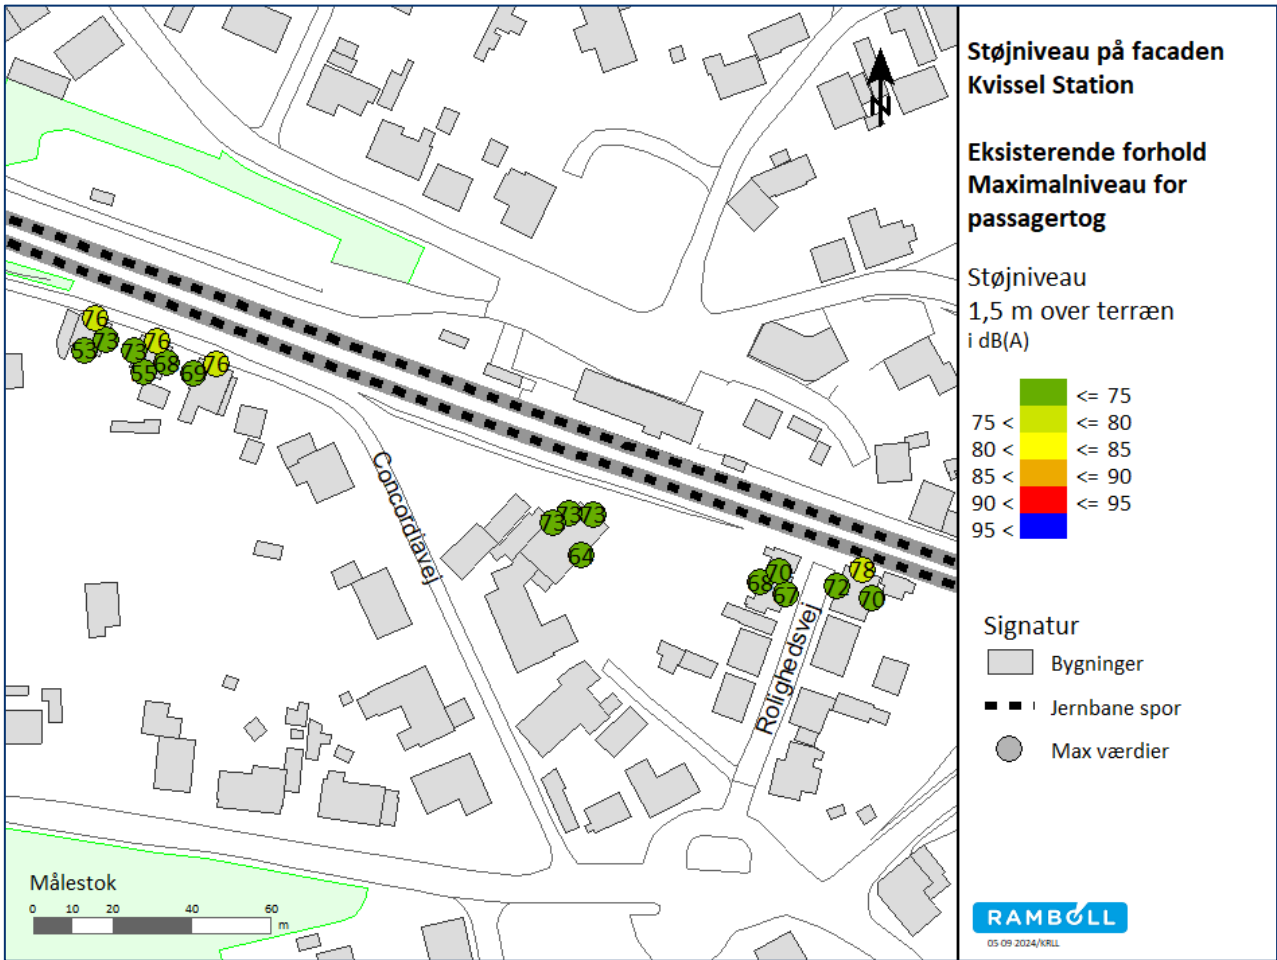 Støjniveau på facaden
Kvissel Station
Eksisterende forhold
Maximalniveau for
passagertog
Støjniveau
1,5 m over terræn
i dB(A)
<= 75
75 < <= 80
80 < <= 85
85 < <= 90
90 < <= 95
95 <
Signatur
Bygninger
Jernbane spor
Max værdier
RAMBOLL
05 09 2024/KRLL
N
76
73
53
76
73
68
55
76
69
Concordiavej
73
73
73
64
70
68
67
78
72
70
Rolighedsvej
Målestok
0 10 20 40 60
m